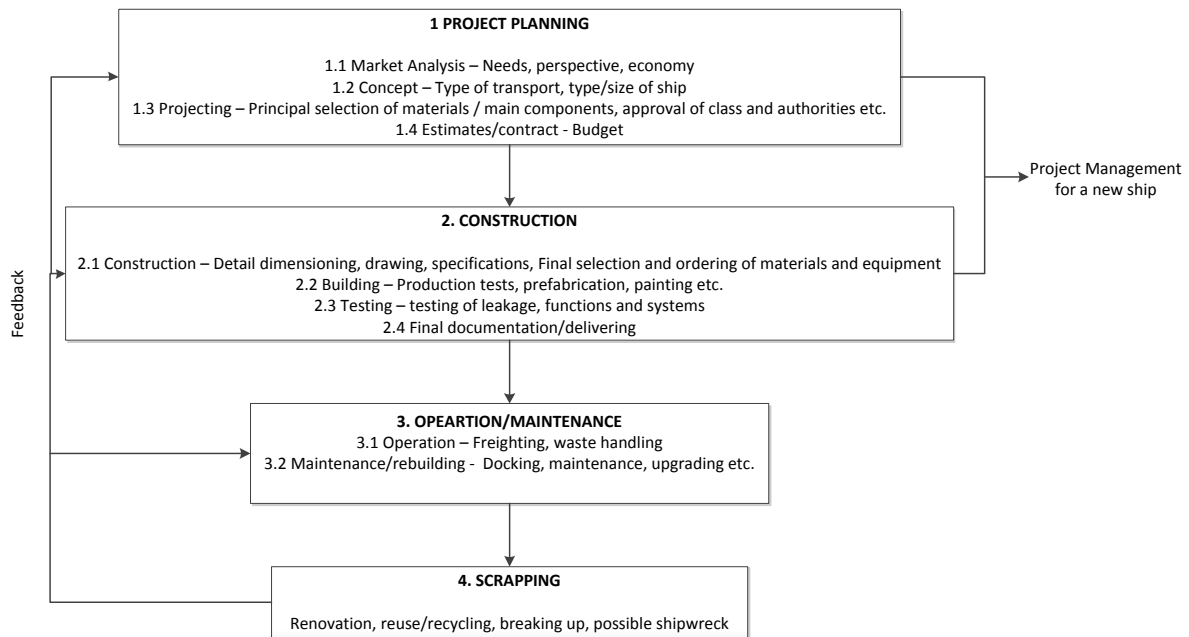 1 PROJECT PLANNING
1.1 Market Analysis – Needs, perspective, economy
1.2 Concept – Type of transport, type/size of ship
1.3 Projecting – Principal selection of materials / main components, approval of class and authorities etc.
1.4 Estimates/contract - Budget
Project Management
for a new ship
2. CONSTRUCTION
2.1 Construction – Detail dimensioning, drawing, specifications, Final selection and ordering of materials and equipment
2.2 Building – Production tests, prefabrication, painting etc.
2.3 Testing – testing of leakage, functions and systems
2.4 Final documentation/delivering
Feedback
3. OPEARTION/MAINTENANCE
3.1 Operation – Freighting, waste handling
3.2 Maintenance/rebuilding - Docking, maintenance, upgrading etc.
4. SCRAPPING
Renovation, reuse/recycling, breaking up, possible shipwreck